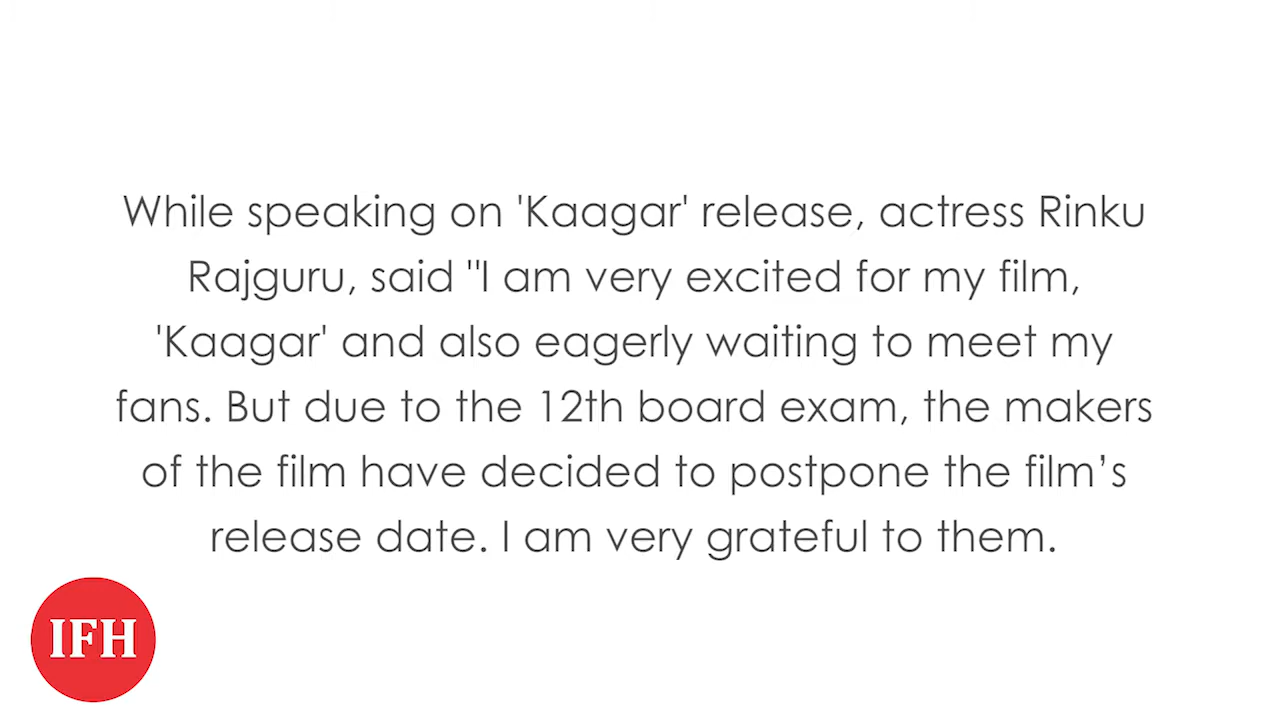 While speaking on 'Kaagar' release, actress Rinku
Rajguru, said "I am very excited for my film,
'Kaagar' and also eagerly waiting to meet my
fans. But due to the 12th board exam, the makers
of the film have decided to postpone the film’s
release date. I am very grateful to them.
IFH